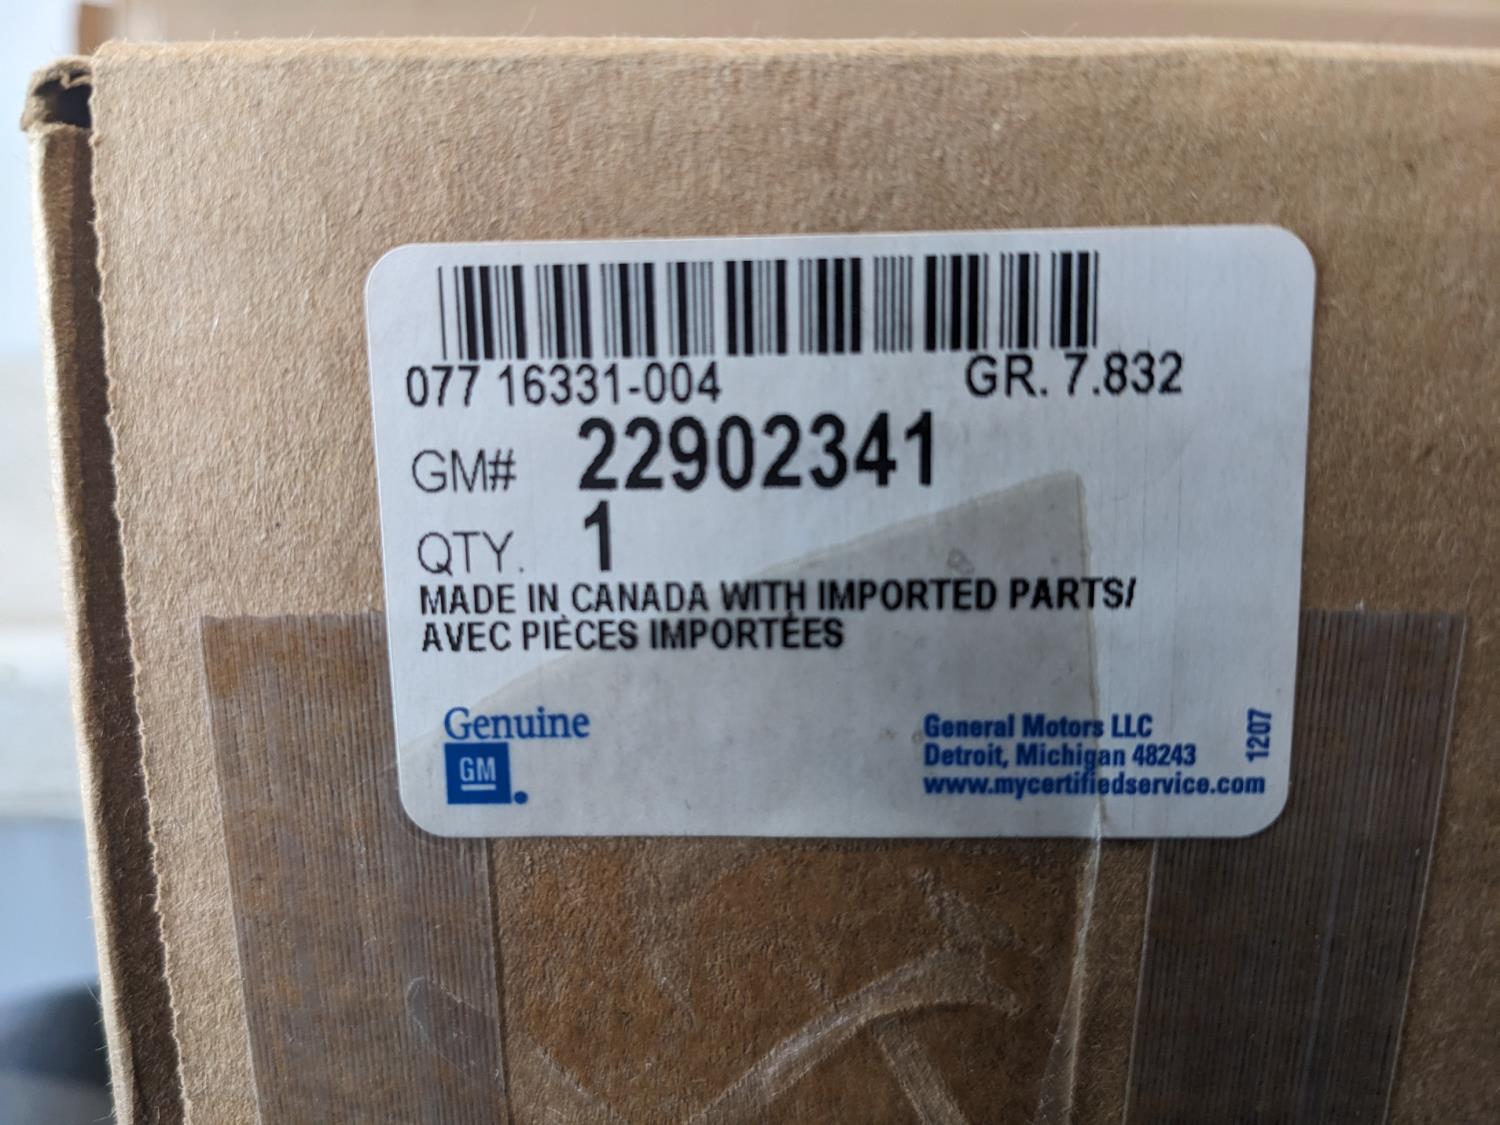 077 16331-004 GR. 7.832
GM# 22902341
QTY. 1
MADE IN CANADA WITH IMPORTED PARTS/
AVEC PIÈCES IMPORTÉES
Genuine
GM
General Motors LLC
Detroit, Michigan 48243
www.mycertifiedservice.com
1207